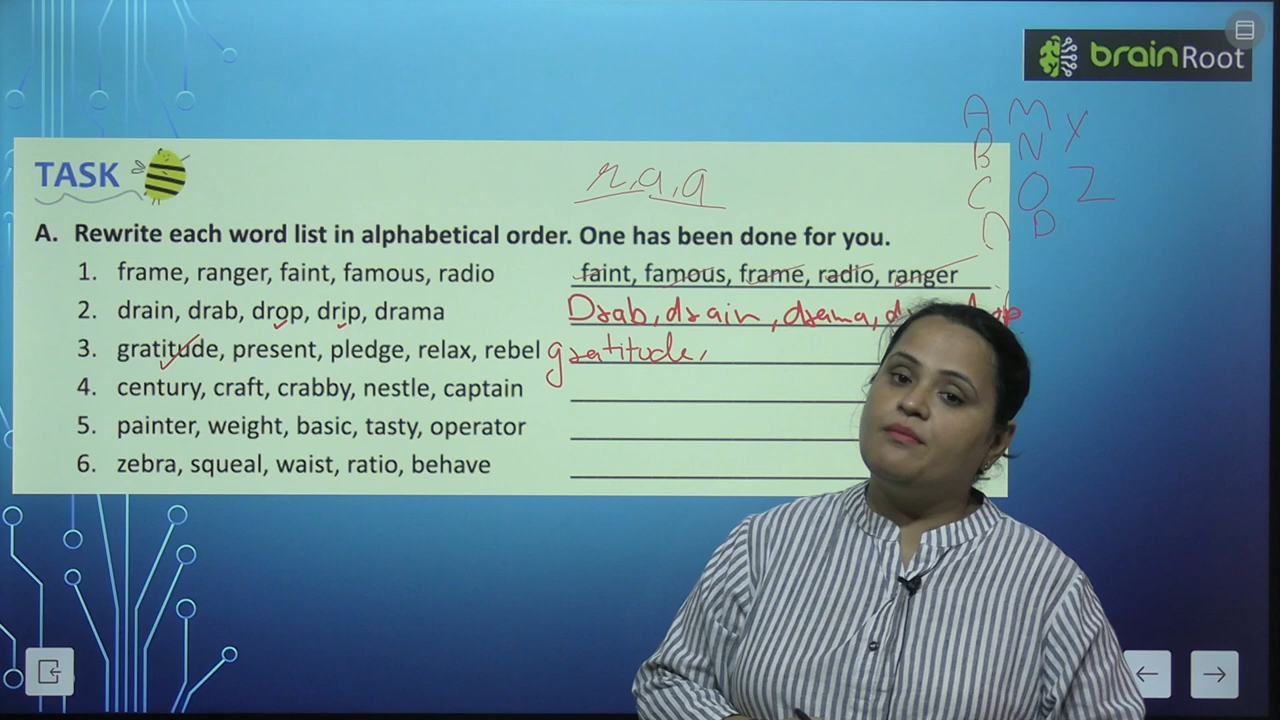 brainRoot
A M Y
B N
C O Z
D
TASK
r, a, a
A. Rewrite each word list in alphabetical order. One has been done for you.
1. frame, ranger, faint, famous, radio faint, famous, frame, radio, ranger
2. drain, drab, drop, drip, drama Drab, drain, drama,
3. gratitude, present, pledge, relax, rebel gratitude,
4. century, craft, crabby, nestle, captain
5. painter, weight, basic, tasty, operator
6. zebra, squeal, waist, ratio, behave